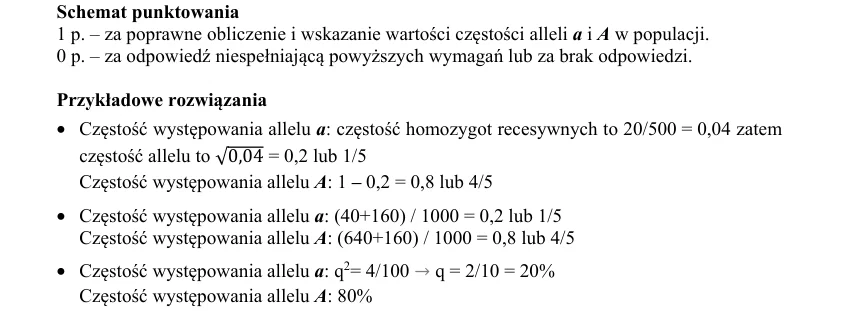 Schemat punktowania
1 p. – za poprawne obliczenie i wskazanie wartości częstości alleli a i A w populacji.
0 p. – za odpowiedź niespełniającą powyższych wymagań lub za brak odpowiedzi.
Przykładowe rozwiązania
• Częstość występowania allelu a: częstość homozygot recesywnych to 20/500 = 0,04 zatem
częstość allelu to √0,04 = 0,2 lub 1/5
Częstość występowania allelu A: 1 – 0,2 = 0,8 lub 4/5
• Częstość występowania allelu a: (40+160) / 1000 = 0,2 lub 1/5
Częstość występowania allelu A: (640+160) / 1000 = 0,8 lub 4/5
• Częstość występowania allelu a: q²= 4/100 → q = 2/10 = 20%
Częstość występowania allelu A: 80%